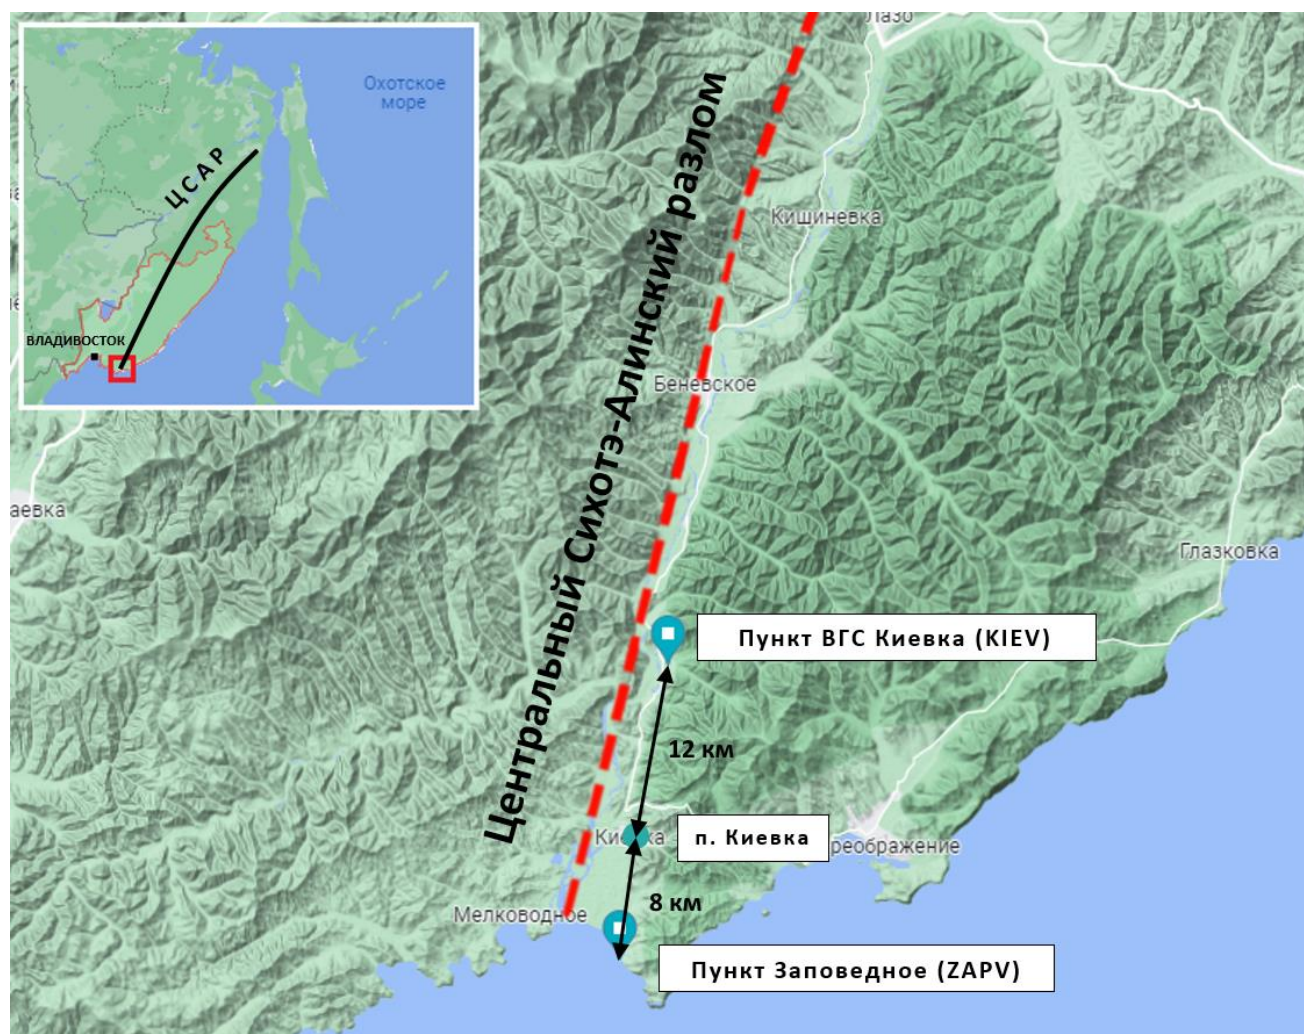 Охотское
море
ЦСАР
ВЛАДИВОСТОК
Лазо
Центральный Сихотэ-Алинский разлом
Кишиневка
Беневское
аевка
Глазковка
Пункт ВГС Киевка (KIEV)
12 км
п. Киевка
реображение
8 км
Мелководное
Пункт Заповедное (ZAPV)